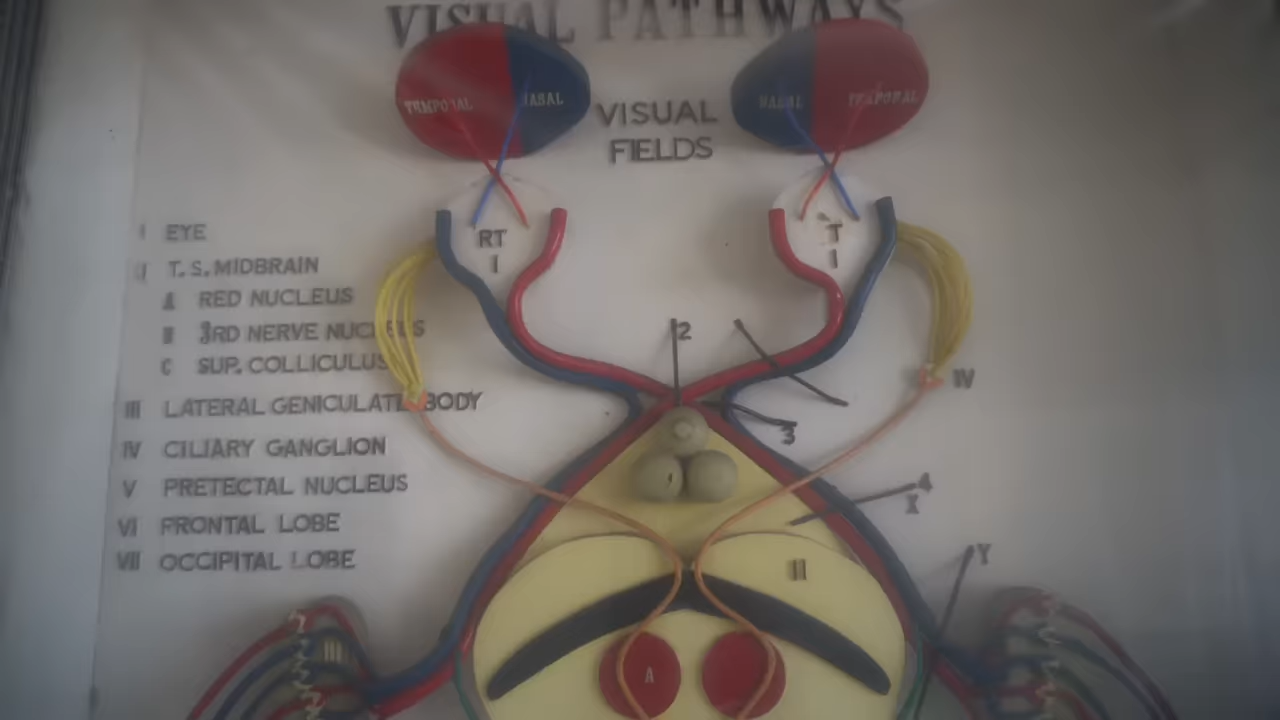 VISUAL PATHWAYS
TEMPORAL NASAL
NASAL TEMPORAL
VISUAL
FIELDS
RT
I
T
I
I EYE
II T. S. MIDBRAIN
A RED NUCLEUS
B 3RD NERVE NUCLEUS
C SUP. COLLICULUS
III LATERAL GENICULATE BODY
IV CILIARY GANGLION
V PRETECTAL NUCLEUS
VI FRONTAL LOBE
VII OCCIPITAL LOBE
2
IV
3
4
X
Y
II
III
A